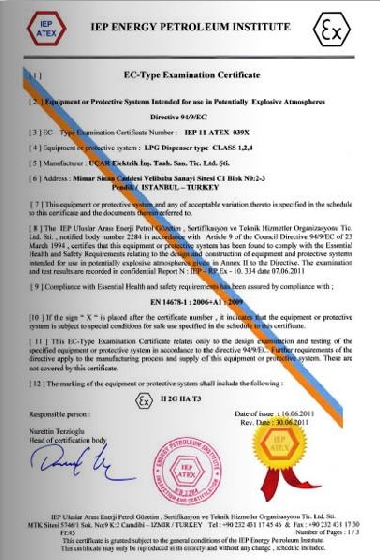 IEP
ATEX
IEP ENERGY PETROLEUM INSTITUTE
Ex
[ 1 ] EC-Type Examination Certificate
[ 2 ] Equipment or Protective Systems Intended for use in Potentially Explosive Atmospheres
Directive 94/9/EC
[ 3 ] EC Type Examination Certificate Number : IEP 11 ATEX 039X
[ 4 ] Equipment or protective system : LPG Dispenser type CLASS 1,2,4
[ 5 ] Manufacturer : UÇAR Elektrik İnş. Taah. San. Tic. Ltd. Şti.
[ 6 ] Address : Mimar Sinan Caddesi Velibaba Sanayi Sitesi C1 Blok N0:2-3
Pendik / ISTANBUL – TURKEY
[ 7 ] This equipment or protective system and any of acceptable variation thereto is specified in the schedule
to this certificate and the documents therein referred to.
[ 8 ] The IEP Uluslar Arası Enerji Petrol Gözetim , Sertifikasyon ve Teknik Hizmetler Organizasyonu Tic.
Ltd. Sti. , notified body number 2284 in accordance with Article 9 of the Council Directive 94/9/EC of 23
March 1994 , certifies that this equipment or protective system has been found to comply with the Essential
Health and Safety Requirements relating to the design and construction of equipment and protective systems
intended for use in potentially explosive atmospheres given in Annex II to the Directive. The examination
and test results are recorded in confidential Report N : IEP - RP.Ex - 10. 314 date 07.06.2011
[ 9 ] Compliance with Essential Health and safety requirements has been assured by compliance with ;
EN 14678-1 :2006+A1 : 2009
[10 ] If the sign “ X ” is placed after the certificate number , it indicates that the equipment or protective
system is subject to special conditions for safe use specified in the schedule to this certificate.
[ 11 ] This EC-Type Examination Certificate relates only to the design examination and testing of the
specified equipment or protective system in accordance to the directive 94/9/EC. Further requirements of the
directive apply to the manufacturing process and supply of this equipment or protective system. These are
not covered by this certificate.
[ 12 ] The marking of the equipment or protective system shall include the following :
Ex II 2G IIA T3
Responsible person:
Date of issue : 16.06.2011
Rev. Date : 30.06.2011
Nurettin Terzioglu
Head of certification body
ENERGY PETROLEUM INSTITUTE
IEP
ATEX
IEP
ATEX
IEP Uluslar Arası Enerji Petrol Gözetim , Sertifikasyon ve Teknik Hizmetler Organizasyonu Tic. Ltd. Sti.
MTK Sitesi 5746/1 Sok. No:9 K:2 Camdibi – IZMIR / TURKEY Tel : +90 232 431 17 45 46 & Fax : +90 232 431 1730
Number of Pages : 1 / 3
This certificate is granted subject to the general conditions of the IEP Energy Petroleum Institute
This certificate may only be reproduced in its entirety and without any change , schedule included.